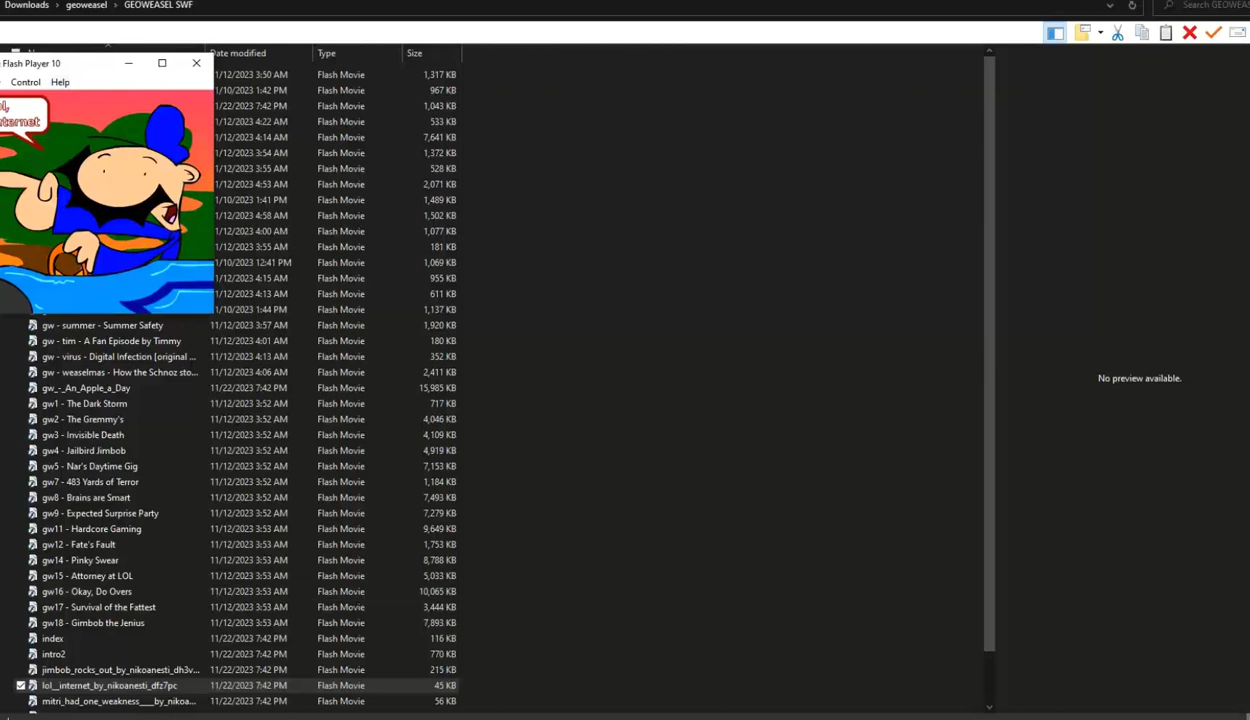 Downloads › geoweasel › GEOWEASEL SWF
Search GEOWEASE
Date modified Type Size
Flash Player 10
Control Help
ol,
nternet
1/12/2023 3:50 AM Flash Movie 1,317 KB
1/10/2023 1:42 PM Flash Movie 967 KB
1/22/2023 7:42 PM Flash Movie 1,043 KB
1/12/2023 4:22 AM Flash Movie 533 KB
1/12/2023 4:14 AM Flash Movie 7,641 KB
1/12/2023 3:54 AM Flash Movie 1,372 KB
1/12/2023 3:55 AM Flash Movie 528 KB
1/12/2023 4:53 AM Flash Movie 2,071 KB
1/10/2023 1:41 PM Flash Movie 1,489 KB
1/12/2023 4:58 AM Flash Movie 1,502 KB
1/12/2023 4:00 AM Flash Movie 1,077 KB
1/12/2023 3:55 AM Flash Movie 181 KB
1/10/2023 12:41 PM Flash Movie 1,069 KB
1/12/2023 4:15 AM Flash Movie 955 KB
1/12/2023 4:13 AM Flash Movie 611 KB
1/10/2023 1:44 PM Flash Movie 1,137 KB
gw - summer - Summer Safety 11/12/2023 3:57 AM Flash Movie 1,920 KB
gw - tim - A Fan Episode by Timmy 11/12/2023 4:01 AM Flash Movie 180 KB
gw - virus - Digital Infection [original ... 11/12/2023 4:13 AM Flash Movie 352 KB
gw - weaselmas - How the Schnoz sto... 11/12/2023 4:06 AM Flash Movie 2,411 KB
gw_-_An_Apple_a_Day 11/22/2023 7:42 PM Flash Movie 15,985 KB
gw1 - The Dark Storm 11/12/2023 3:52 AM Flash Movie 717 KB
gw2 - The Gremmy's 11/12/2023 3:52 AM Flash Movie 4,046 KB
gw3 - Invisible Death 11/12/2023 3:52 AM Flash Movie 4,109 KB
gw4 - Jailbird Jimbob 11/12/2023 3:52 AM Flash Movie 4,919 KB
gw5 - Nar's Daytime Gig 11/12/2023 3:52 AM Flash Movie 7,153 KB
gw7 - 483 Yards of Terror 11/12/2023 3:52 AM Flash Movie 1,184 KB
gw8 - Brains are Smart 11/12/2023 3:52 AM Flash Movie 7,493 KB
gw9 - Expected Surprise Party 11/12/2023 3:52 AM Flash Movie 7,279 KB
gw11 - Hardcore Gaming 11/12/2023 3:53 AM Flash Movie 9,649 KB
gw12 - Fate's Fault 11/12/2023 3:53 AM Flash Movie 1,753 KB
gw14 - Pinky Swear 11/12/2023 3:53 AM Flash Movie 8,788 KB
gw15 - Attorney at LOL 11/12/2023 3:53 AM Flash Movie 5,033 KB
gw16 - Okay, Do Overs 11/12/2023 3:53 AM Flash Movie 10,065 KB
gw17 - Survival of the Fattest 11/12/2023 3:53 AM Flash Movie 3,444 KB
gw18 - Gimbob the Jenius 11/12/2023 3:53 AM Flash Movie 7,893 KB
index 11/22/2023 7:42 PM Flash Movie 116 KB
intro2 11/22/2023 7:42 PM Flash Movie 770 KB
jimbob_rocks_out_by_nikoanesti_dh3v... 11/22/2023 7:42 PM Flash Movie 215 KB
lol__internet_by_nikoanesti_dfz7pc 11/22/2023 7:42 PM Flash Movie 45 KB
mitri_had_one_weakness___by_nikoa... 11/22/2023 7:42 PM Flash Movie 56 KB
No preview available.